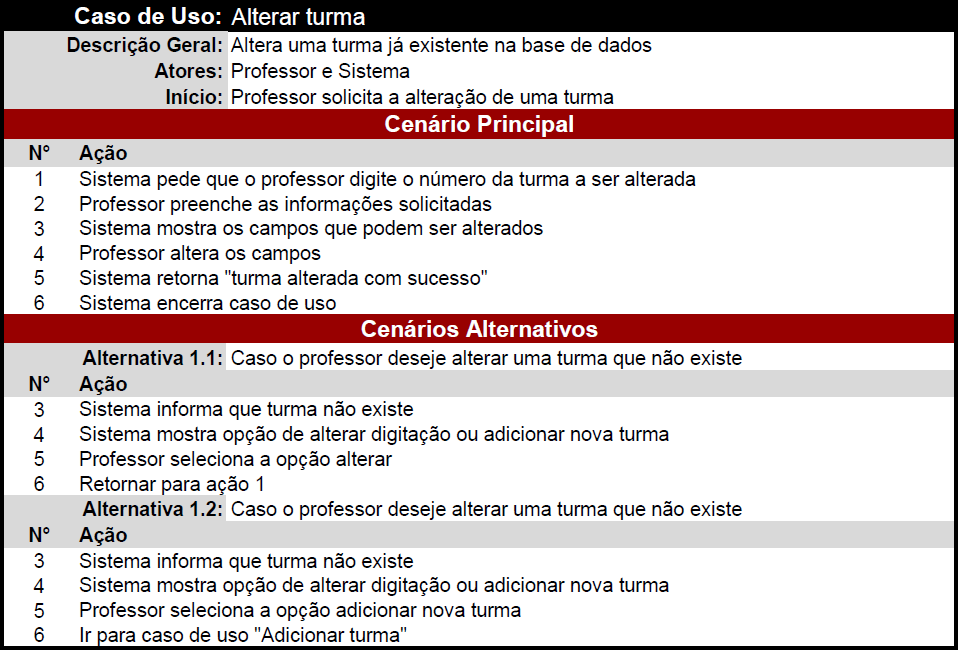 Caso de Uso: Alterar turma
Descrição Geral: Altera uma turma já existente na base de dados
Atores: Professor e Sistema
Início: Professor solicita a alteração de uma turma
Cenário Principal
N° Ação
1 Sistema pede que o professor digite o número da turma a ser alterada
2 Professor preenche as informações solicitadas
3 Sistema mostra os campos que podem ser alterados
4 Professor altera os campos
5 Sistema retorna "turma alterada com sucesso"
6 Sistema encerra caso de uso
Cenários Alternativos
Alternativa 1.1: Caso o professor deseje alterar uma turma que não existe
N° Ação
3 Sistema informa que turma não existe
4 Sistema mostra opção de alterar digitação ou adicionar nova turma
5 Professor seleciona a opção alterar
6 Retornar para ação 1
Alternativa 1.2: Caso o professor deseje alterar uma turma que não existe
N° Ação
3 Sistema informa que turma não existe
4 Sistema mostra opção de alterar digitação ou adicionar nova turma
5 Professor seleciona a opção adicionar nova turma
6 Ir para caso de uso "Adicionar turma"